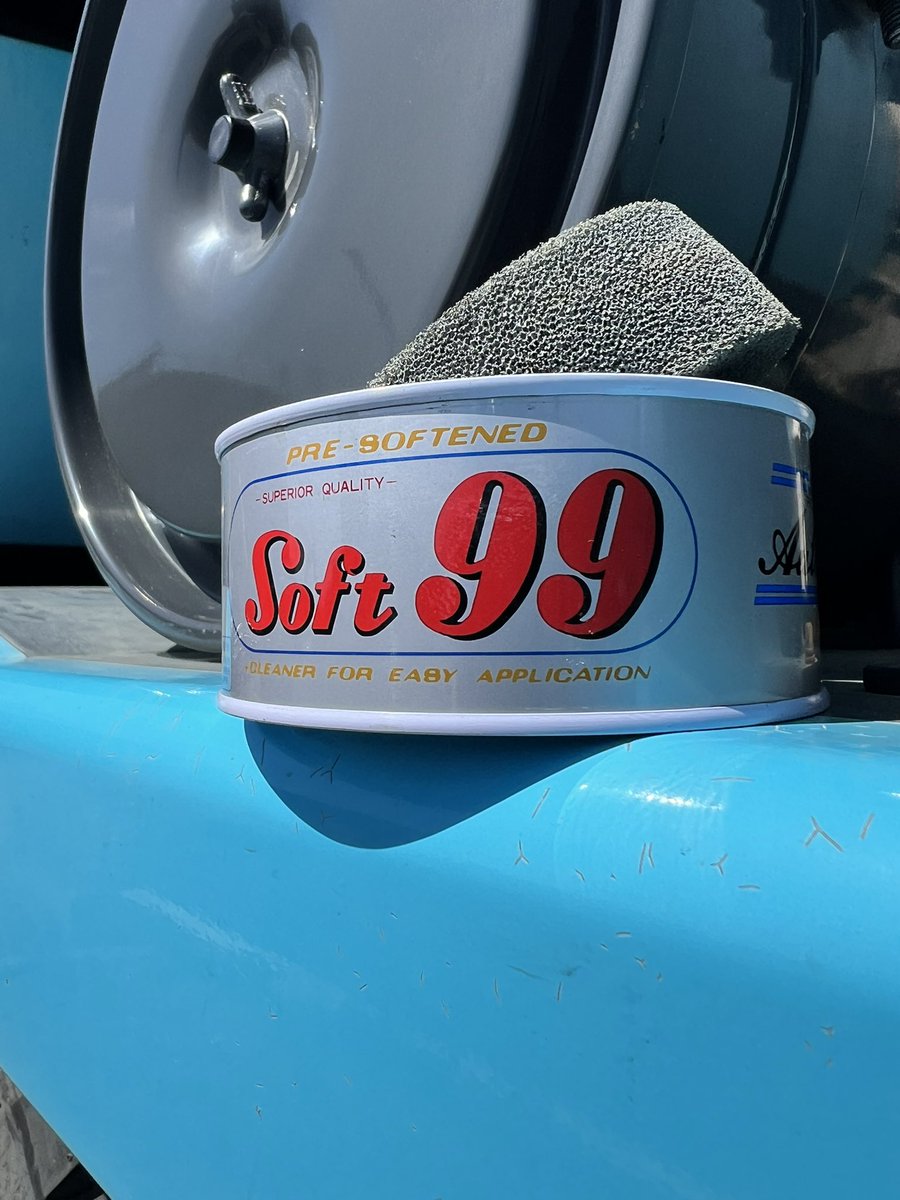 PRE-SOFTENED
-SUPERIOR QUALITY-
Soft 99
CLEANER FOR EASY APPLICATION